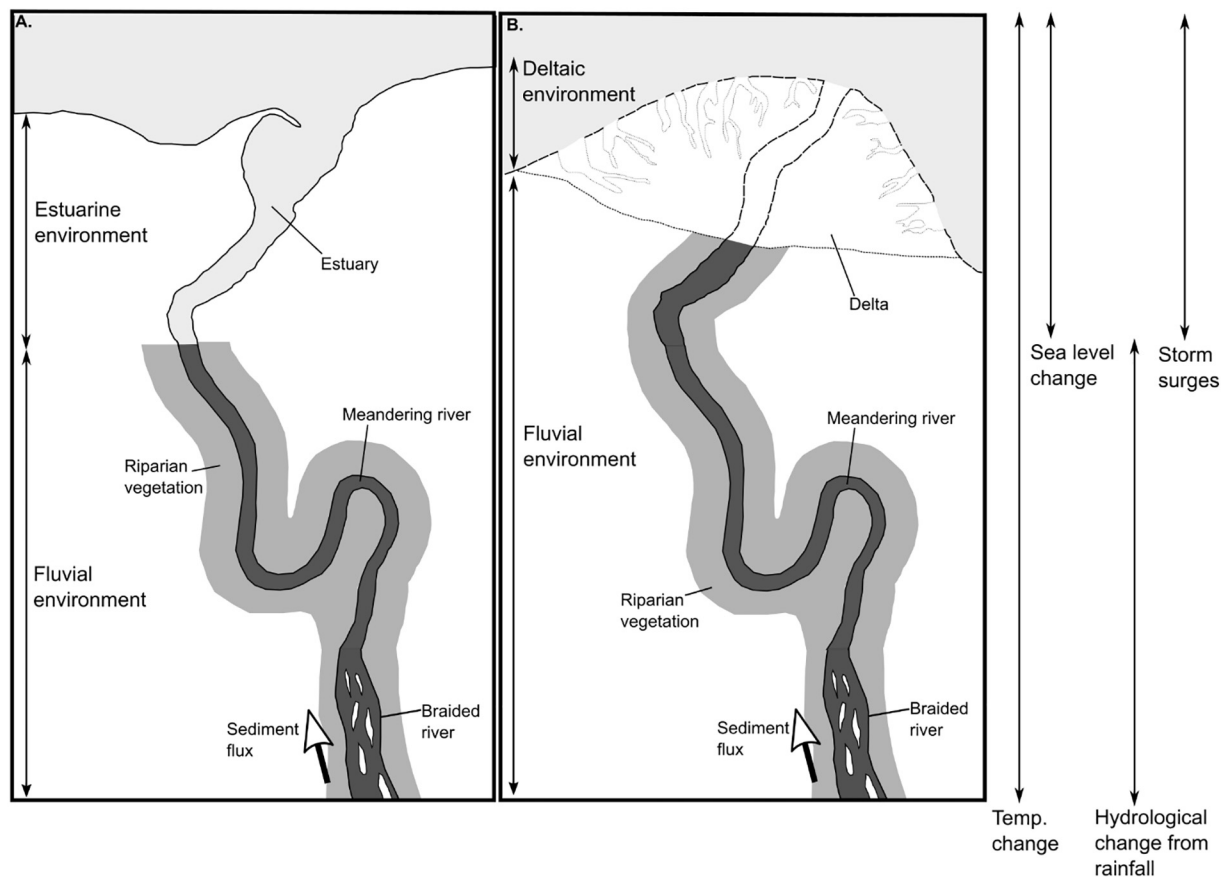 A.
Estuarine
environment
Estuary
Meandering river
Riparian
vegetation
Fluvial
environment
Sediment
flux
Braided
river
B.
Deltaic
environment
Delta
Fluvial
environment
Meandering river
Riparian
vegetation
Sediment
flux
Braided
river
Sea level
change
Storm
surges
Temp.
change
Hydrological
change from
rainfall